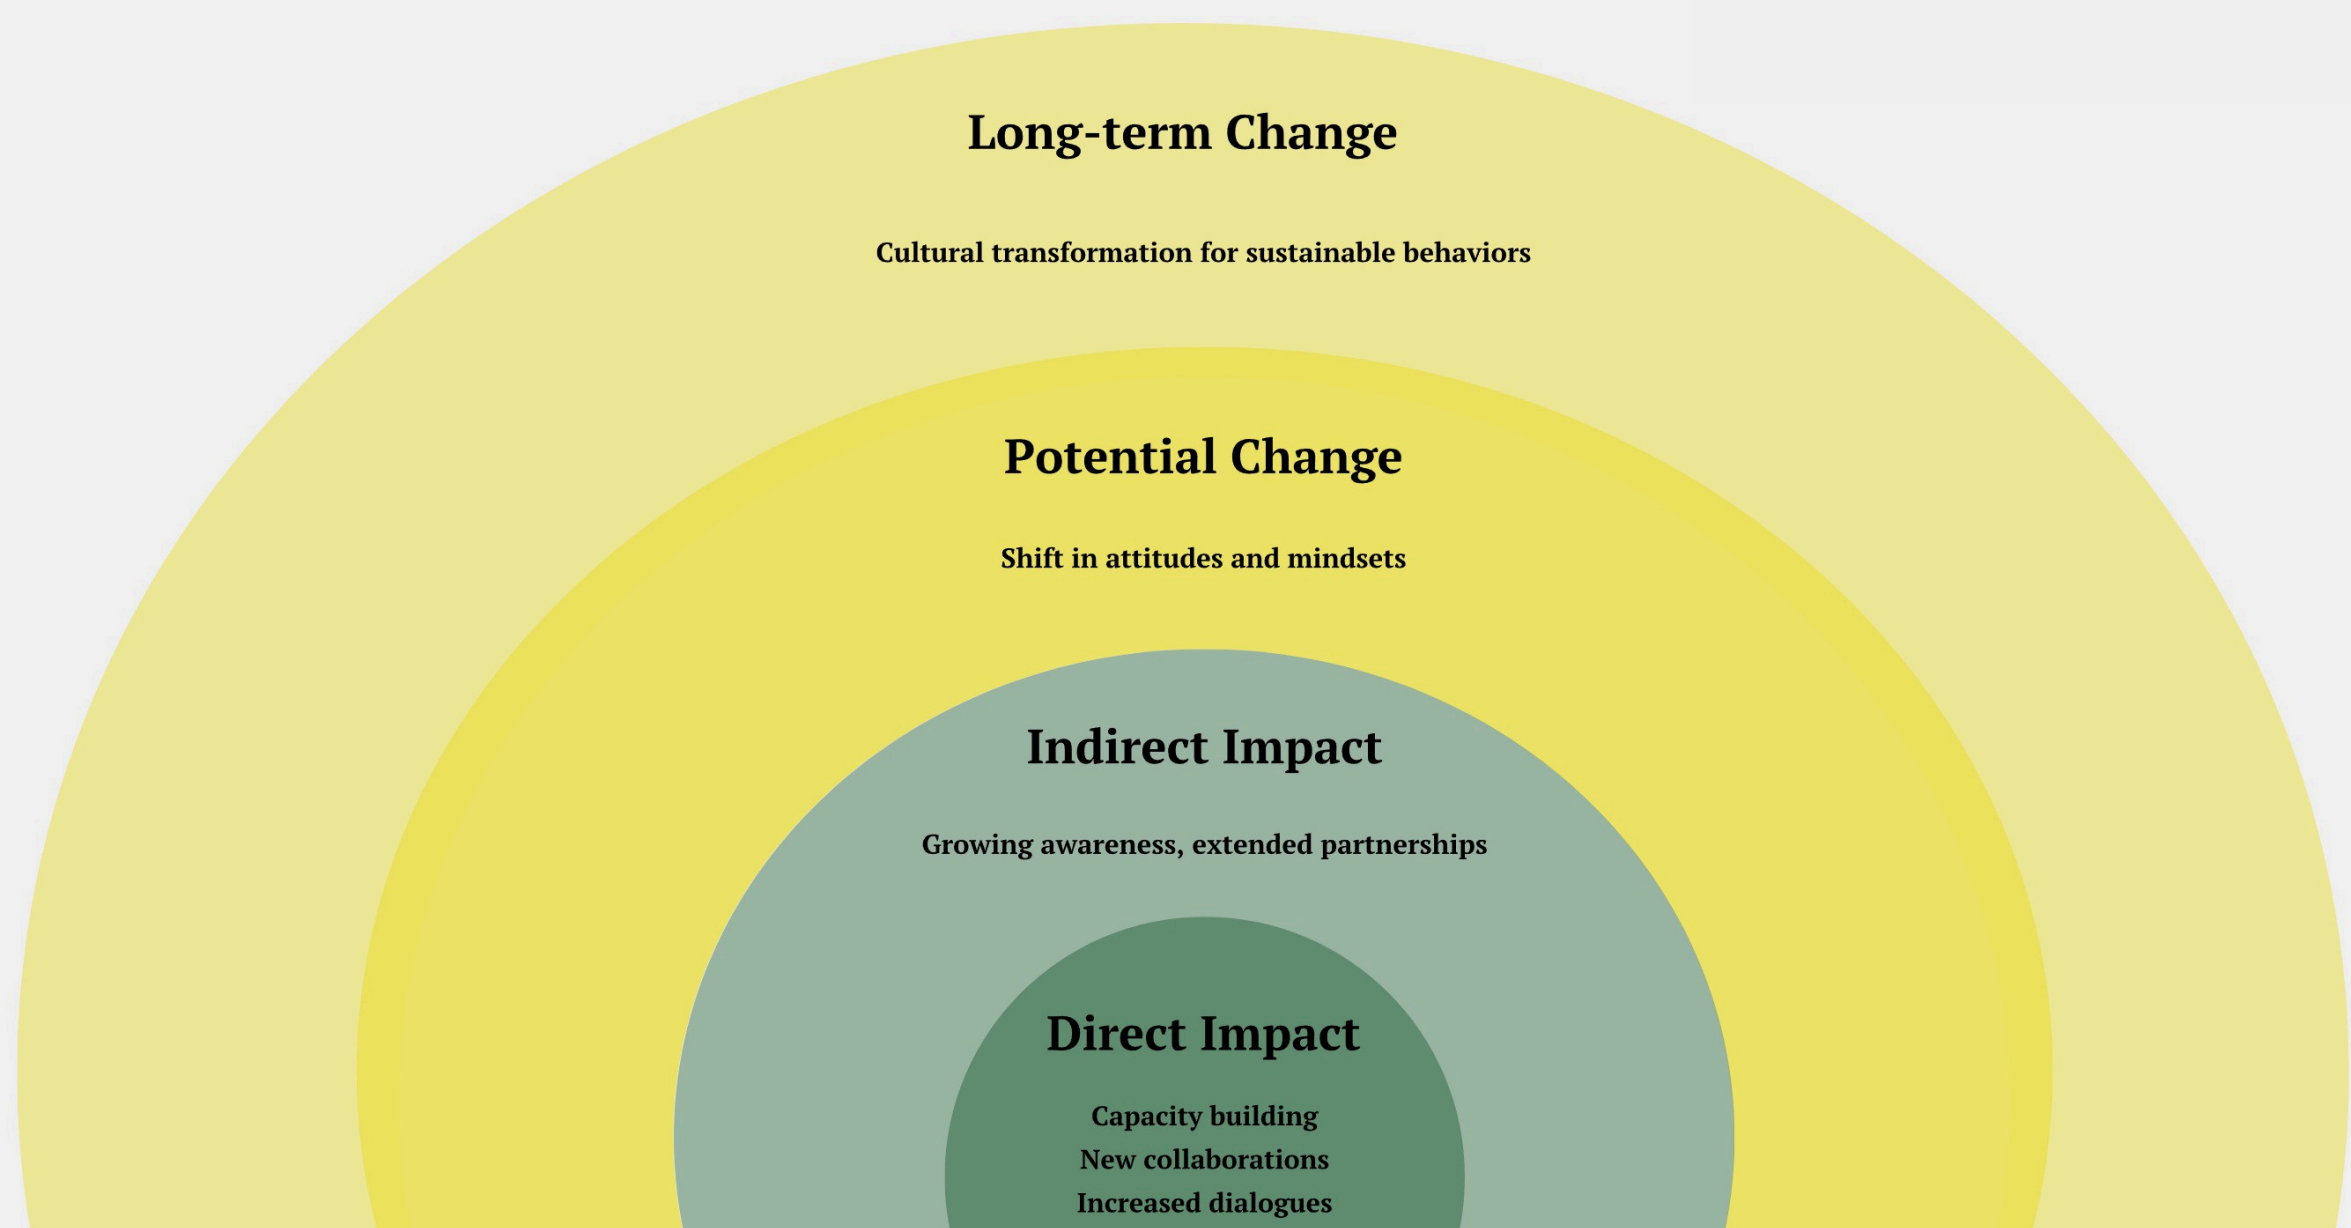 Long-term Change
Cultural transformation for sustainable behaviors
Potential Change
Shift in attitudes and mindsets
Indirect Impact
Growing awareness, extended partnerships
Direct Impact
Capacity building
New collaborations
Increased dialogues